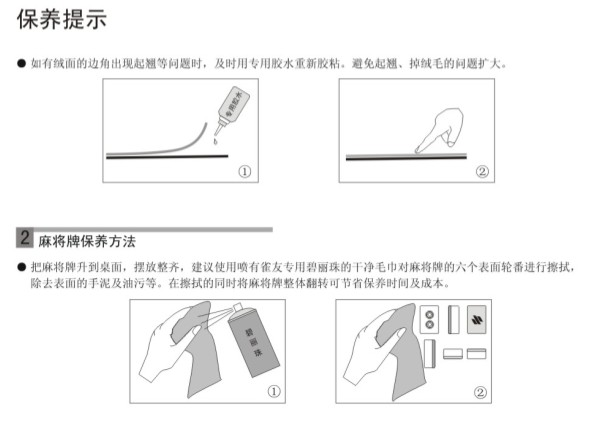 保养提示
● 如有绒面的边角出现起翘等问题时，及时用专用胶水重新胶粘。避免起翘、掉绒毛的问题扩大。
专用胶水
①
②
2 麻将牌保养方法
● 把麻将牌升到桌面，摆放整齐，建议使用喷有雀友专用碧丽珠的干净毛巾对麻将牌的六个表面轮番进行擦拭，
除去表面的手泥及油污等。在擦拭的同时将麻将牌整体翻转可节省保养时间及成本。
碧丽珠
①
②